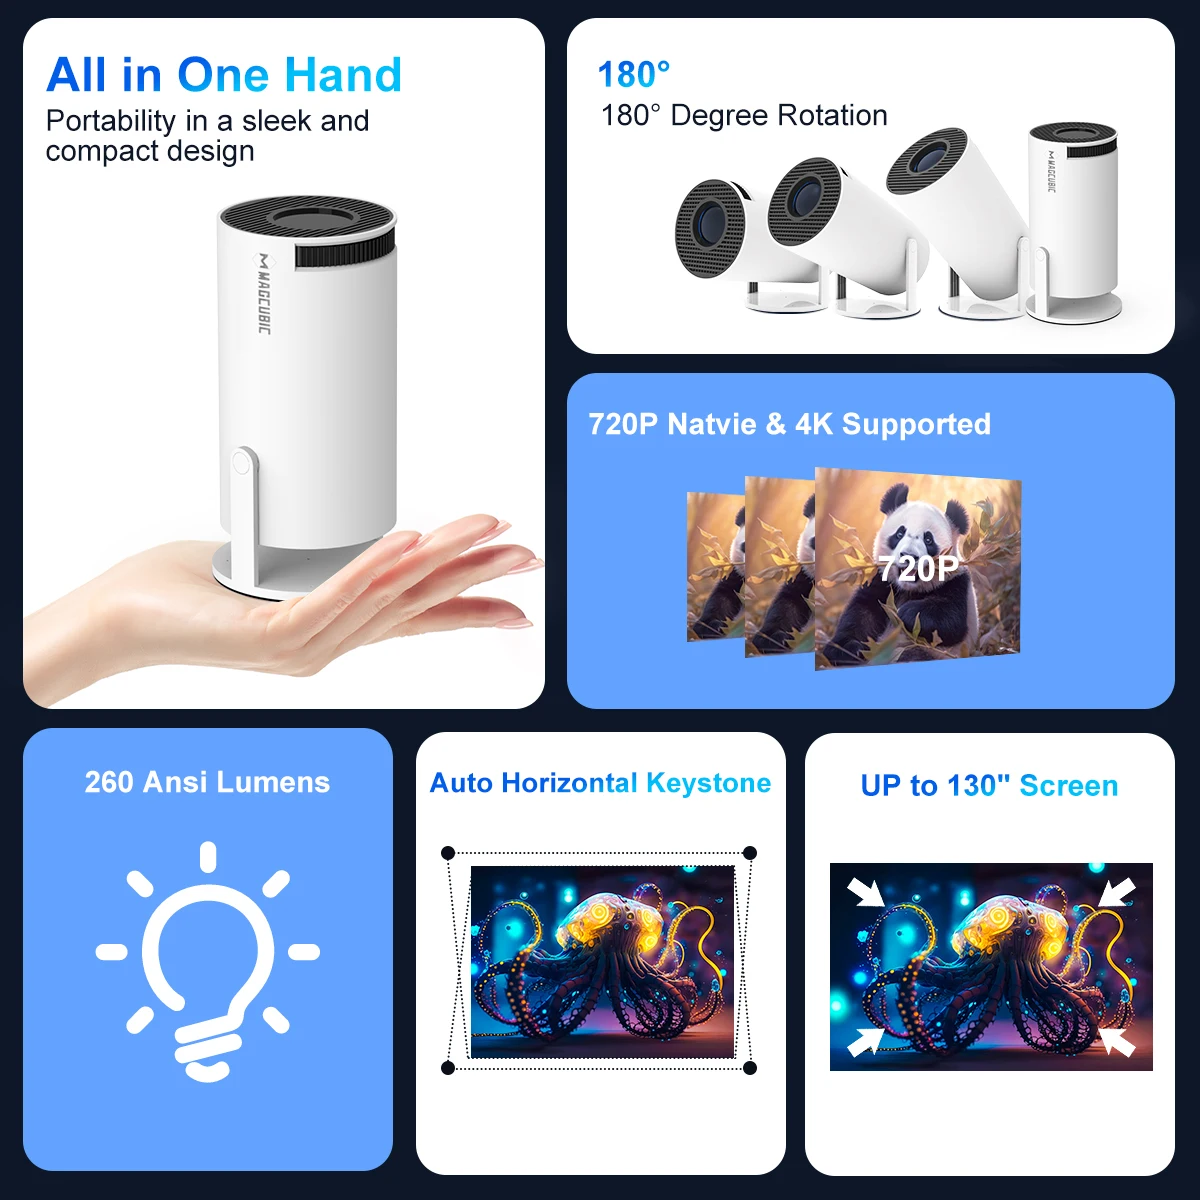 All in One Hand
Portability in a sleek and
compact design
MAGCUBIC
180°
180° Degree Rotation
MAGCUBIC
720P Natvie & 4K Supported
720P
260 Ansi Lumens
Auto Horizontal Keystone
UP to 130" Screen